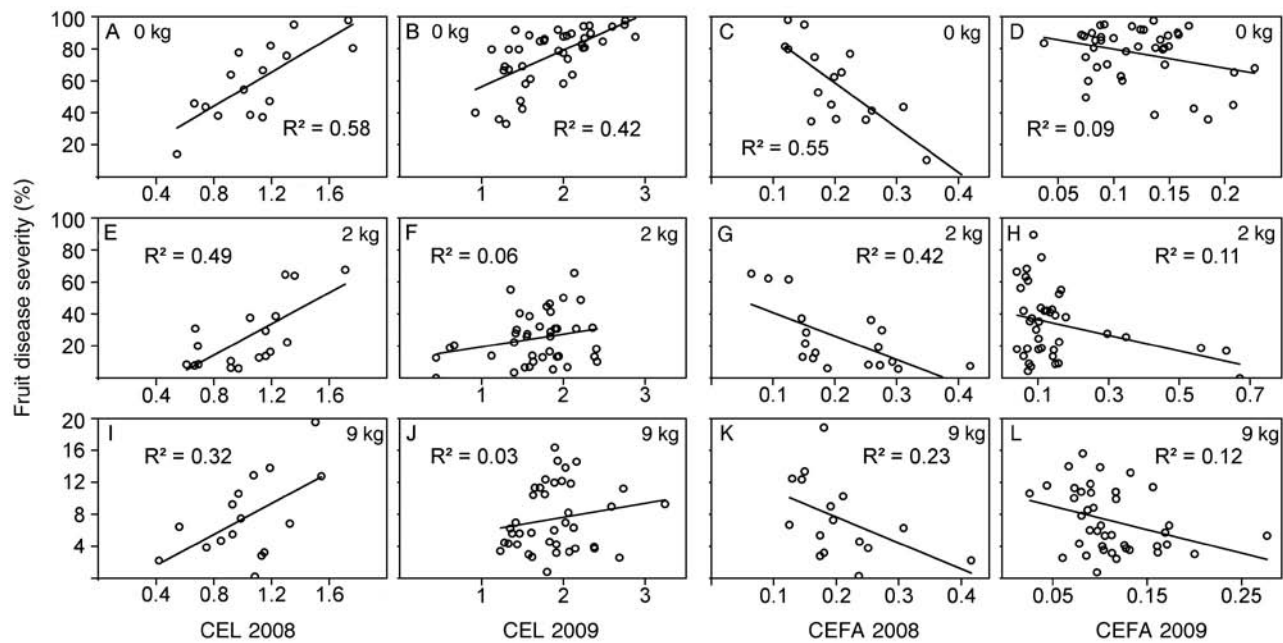 Fruit disease severity (%)
A 0 kg B 0 kg C 0 kg D 0 kg
100
80
60
40
20
R² = 0.58 R² = 0.42 R² = 0.55 R² = 0.09
0.4 0.8 1.2 1.6 1 2 3 0.1 0.2 0.3 0.4 0.05 0.1 0.15 0.2
E 2 kg F 2 kg G 2 kg H 2 kg
100
80
60
40
20
R² = 0.49 R² = 0.06 R² = 0.42 R² = 0.11
0.4 0.8 1.2 1.6 1 2 3 0.1 0.2 0.3 0.4 0.1 0.3 0.5 0.7
I 9 kg J 9 kg K 9 kg L 9 kg
20
16
12
8
4
R² = 0.32 R² = 0.03 R² = 0.23 R² = 0.12
0.4 0.8 1.2 1.6 1 2 3 0.1 0.2 0.3 0.4 0.05 0.15 0.25
CEL 2008 CEL 2009 CEFA 2008 CEFA 2009